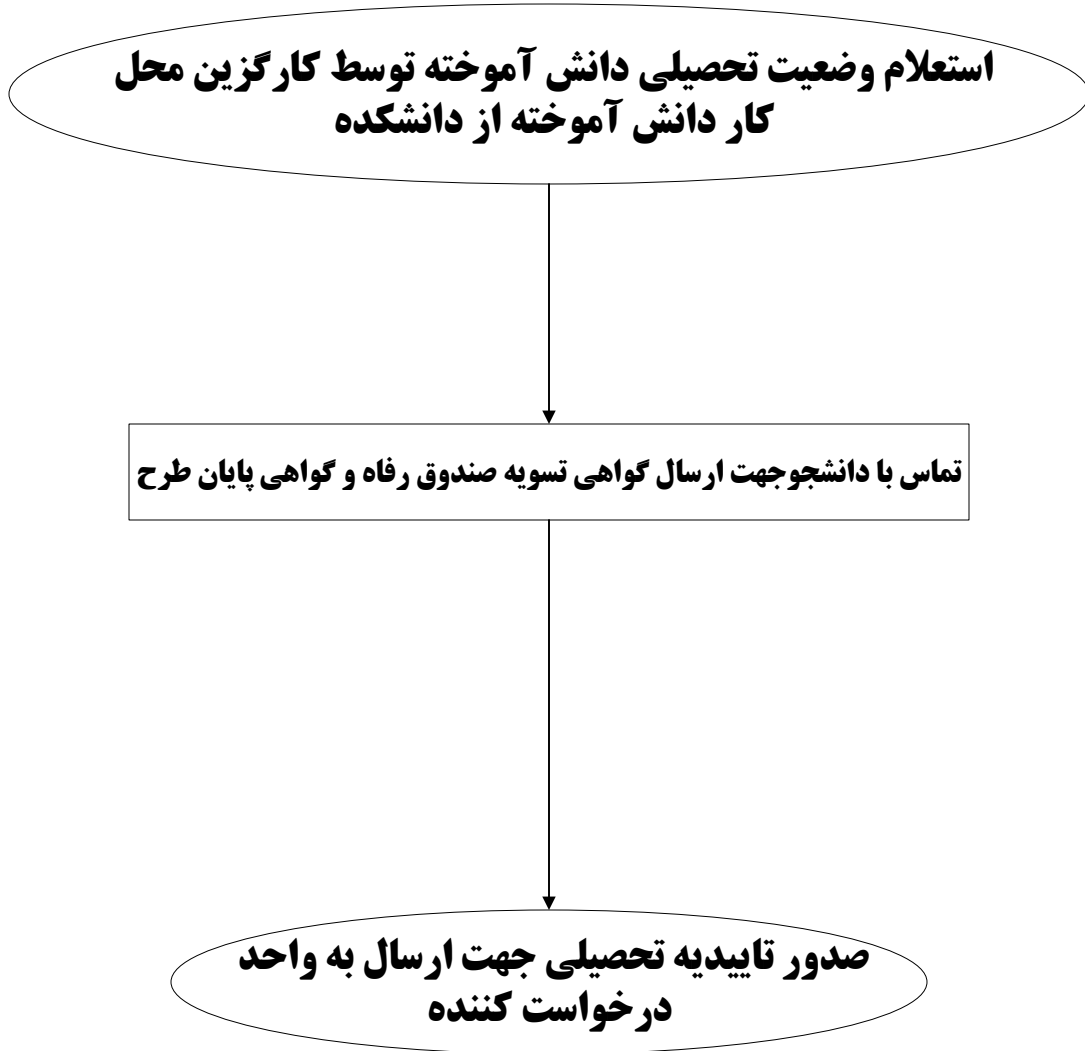 استعلام وضعیت تحصیلی دانش آموخته توسط کارگزین محل
کار دانش آموخته از دانشکده
تماس با دانشجوجهت ارسال گواهی تسویه صندوق رفاه و گواهی پایان طرح
صدور تاییدیه تحصیلی جهت ارسال به واحد
درخواست کننده